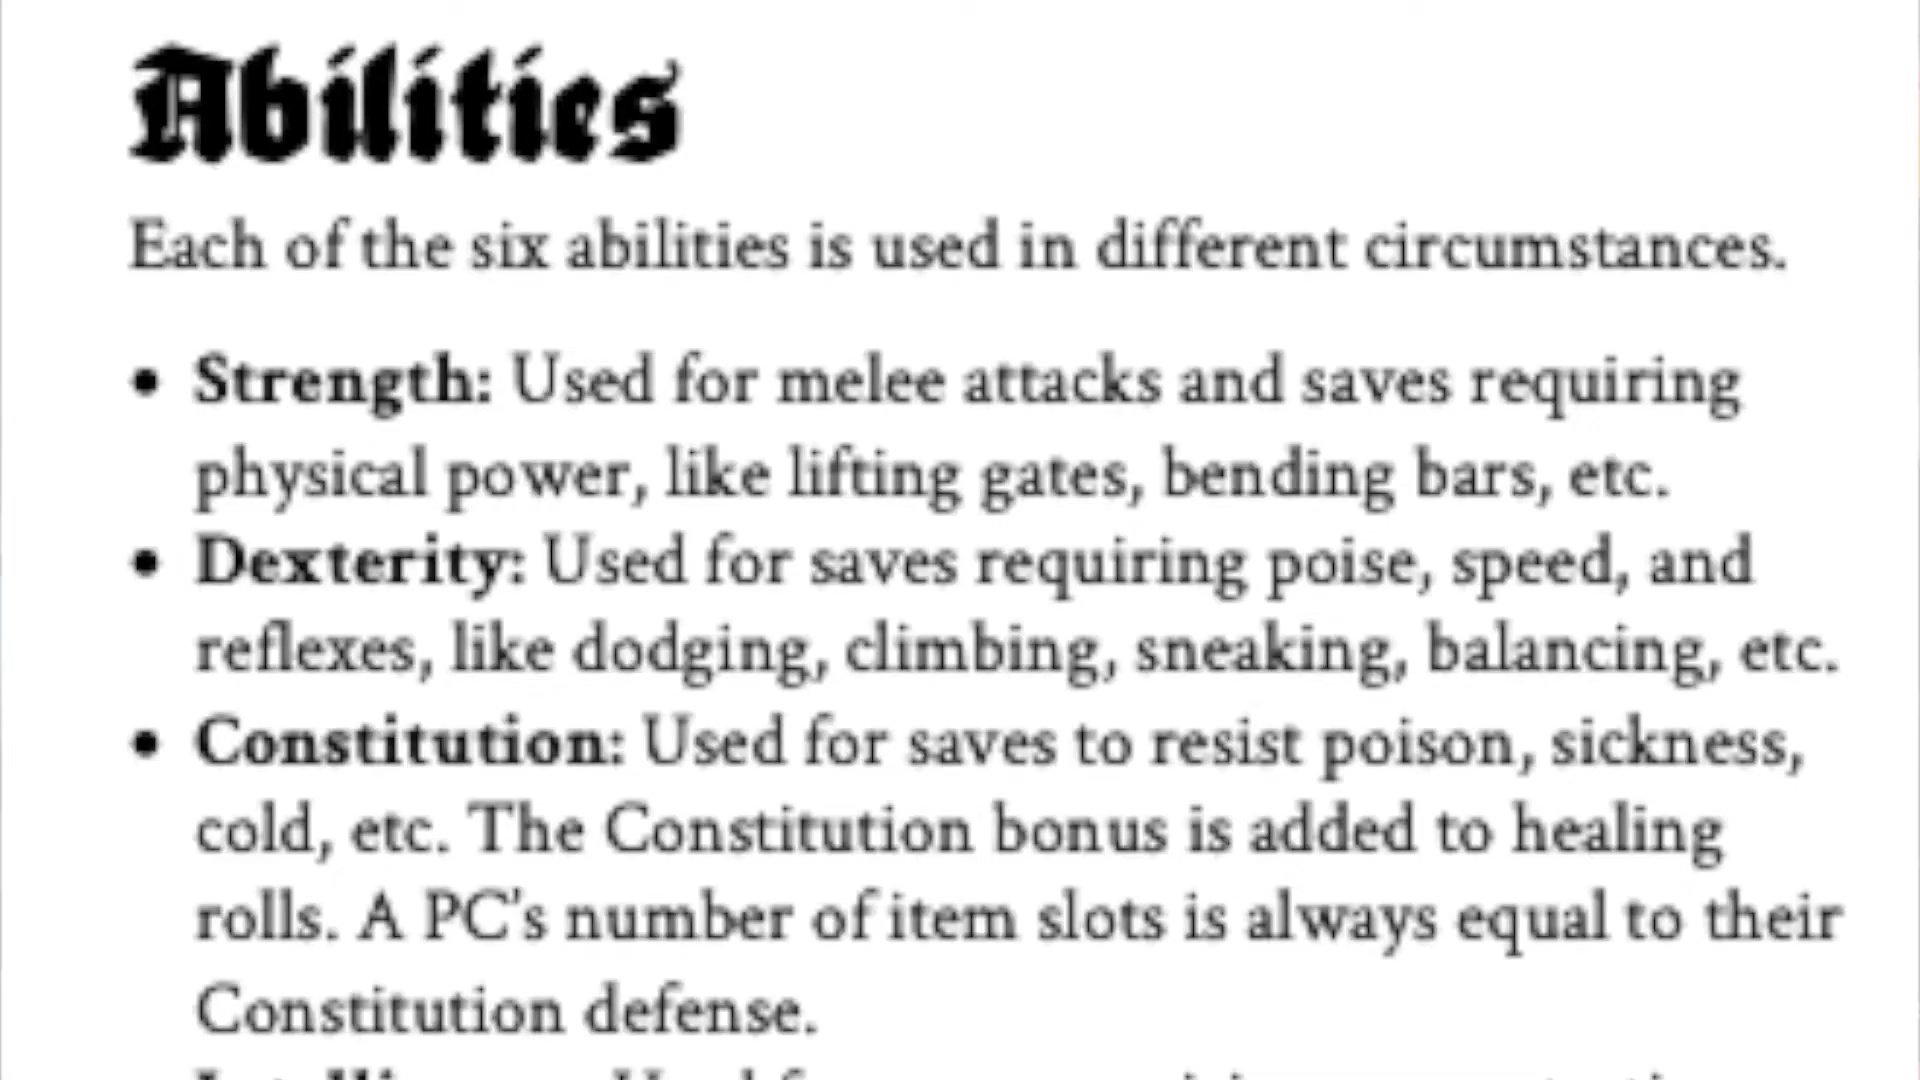 Abilities
Each of the six abilities is used in different circumstances.
• Strength: Used for melee attacks and saves requiring
physical power, like lifting gates, bending bars, etc.
• Dexterity: Used for saves requiring poise, speed, and
reflexes, like dodging, climbing, sneaking, balancing, etc.
• Constitution: Used for saves to resist poison, sickness,
cold, etc. The Constitution bonus is added to healing
rolls. A PC's number of item slots is always equal to their
Constitution defense.